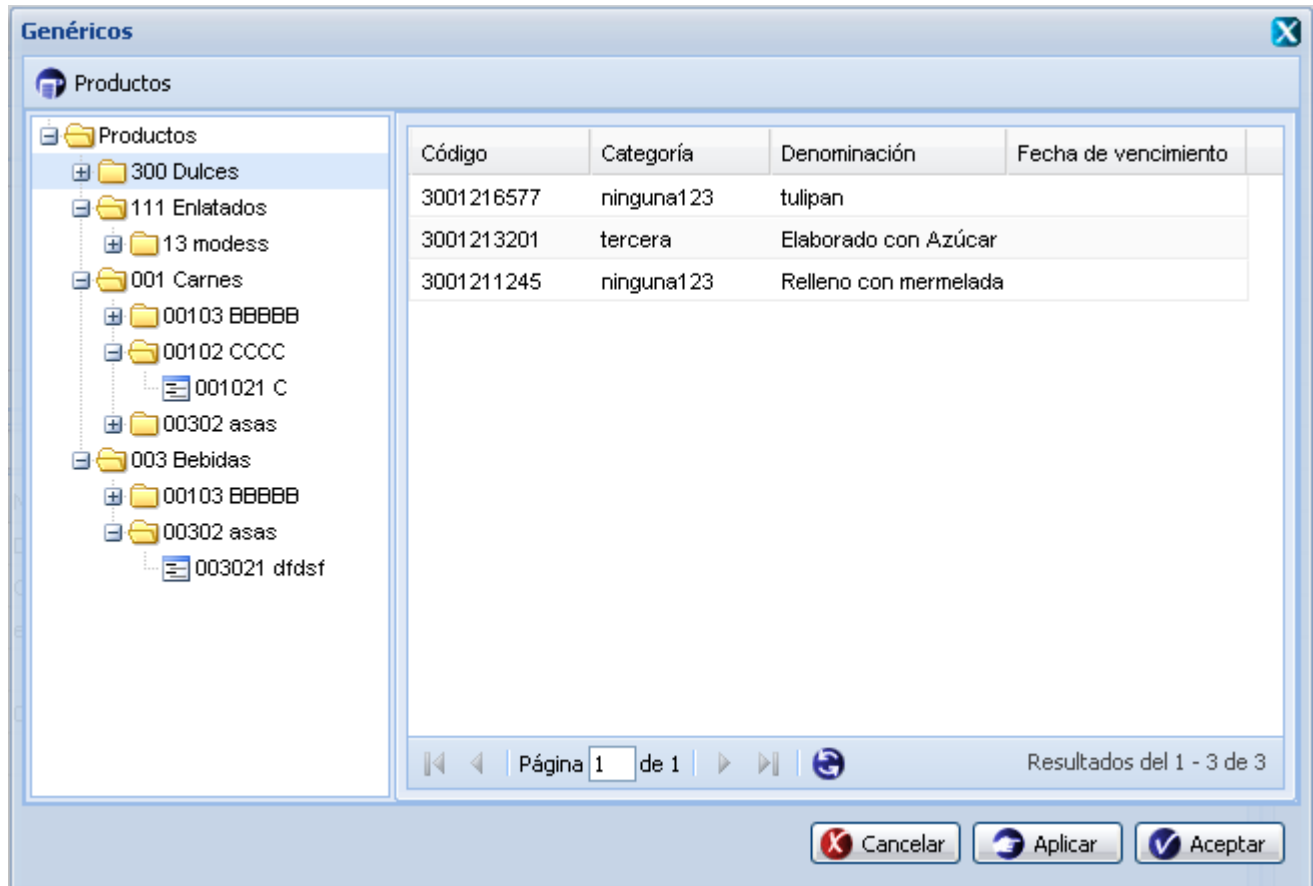 Genéricos
Productos
Productos
300 Dulces
111 Enlatados
13 modess
001 Carnes
00103 BBBBB
00102 CCCC
001021 C
00302 asas
003 Bebidas
00103 BBBBB
00302 asas
003021 dfdsf
Código Categoría Denominación Fecha de vencimiento
3001216577 ninguna123 tulipan
3001213201 tercera Elaborado con Azúcar
3001211245 ninguna123 Relleno con mermelada
Página 1 de 1 Resultados del 1 - 3 de 3
Cancelar Aplicar Aceptar